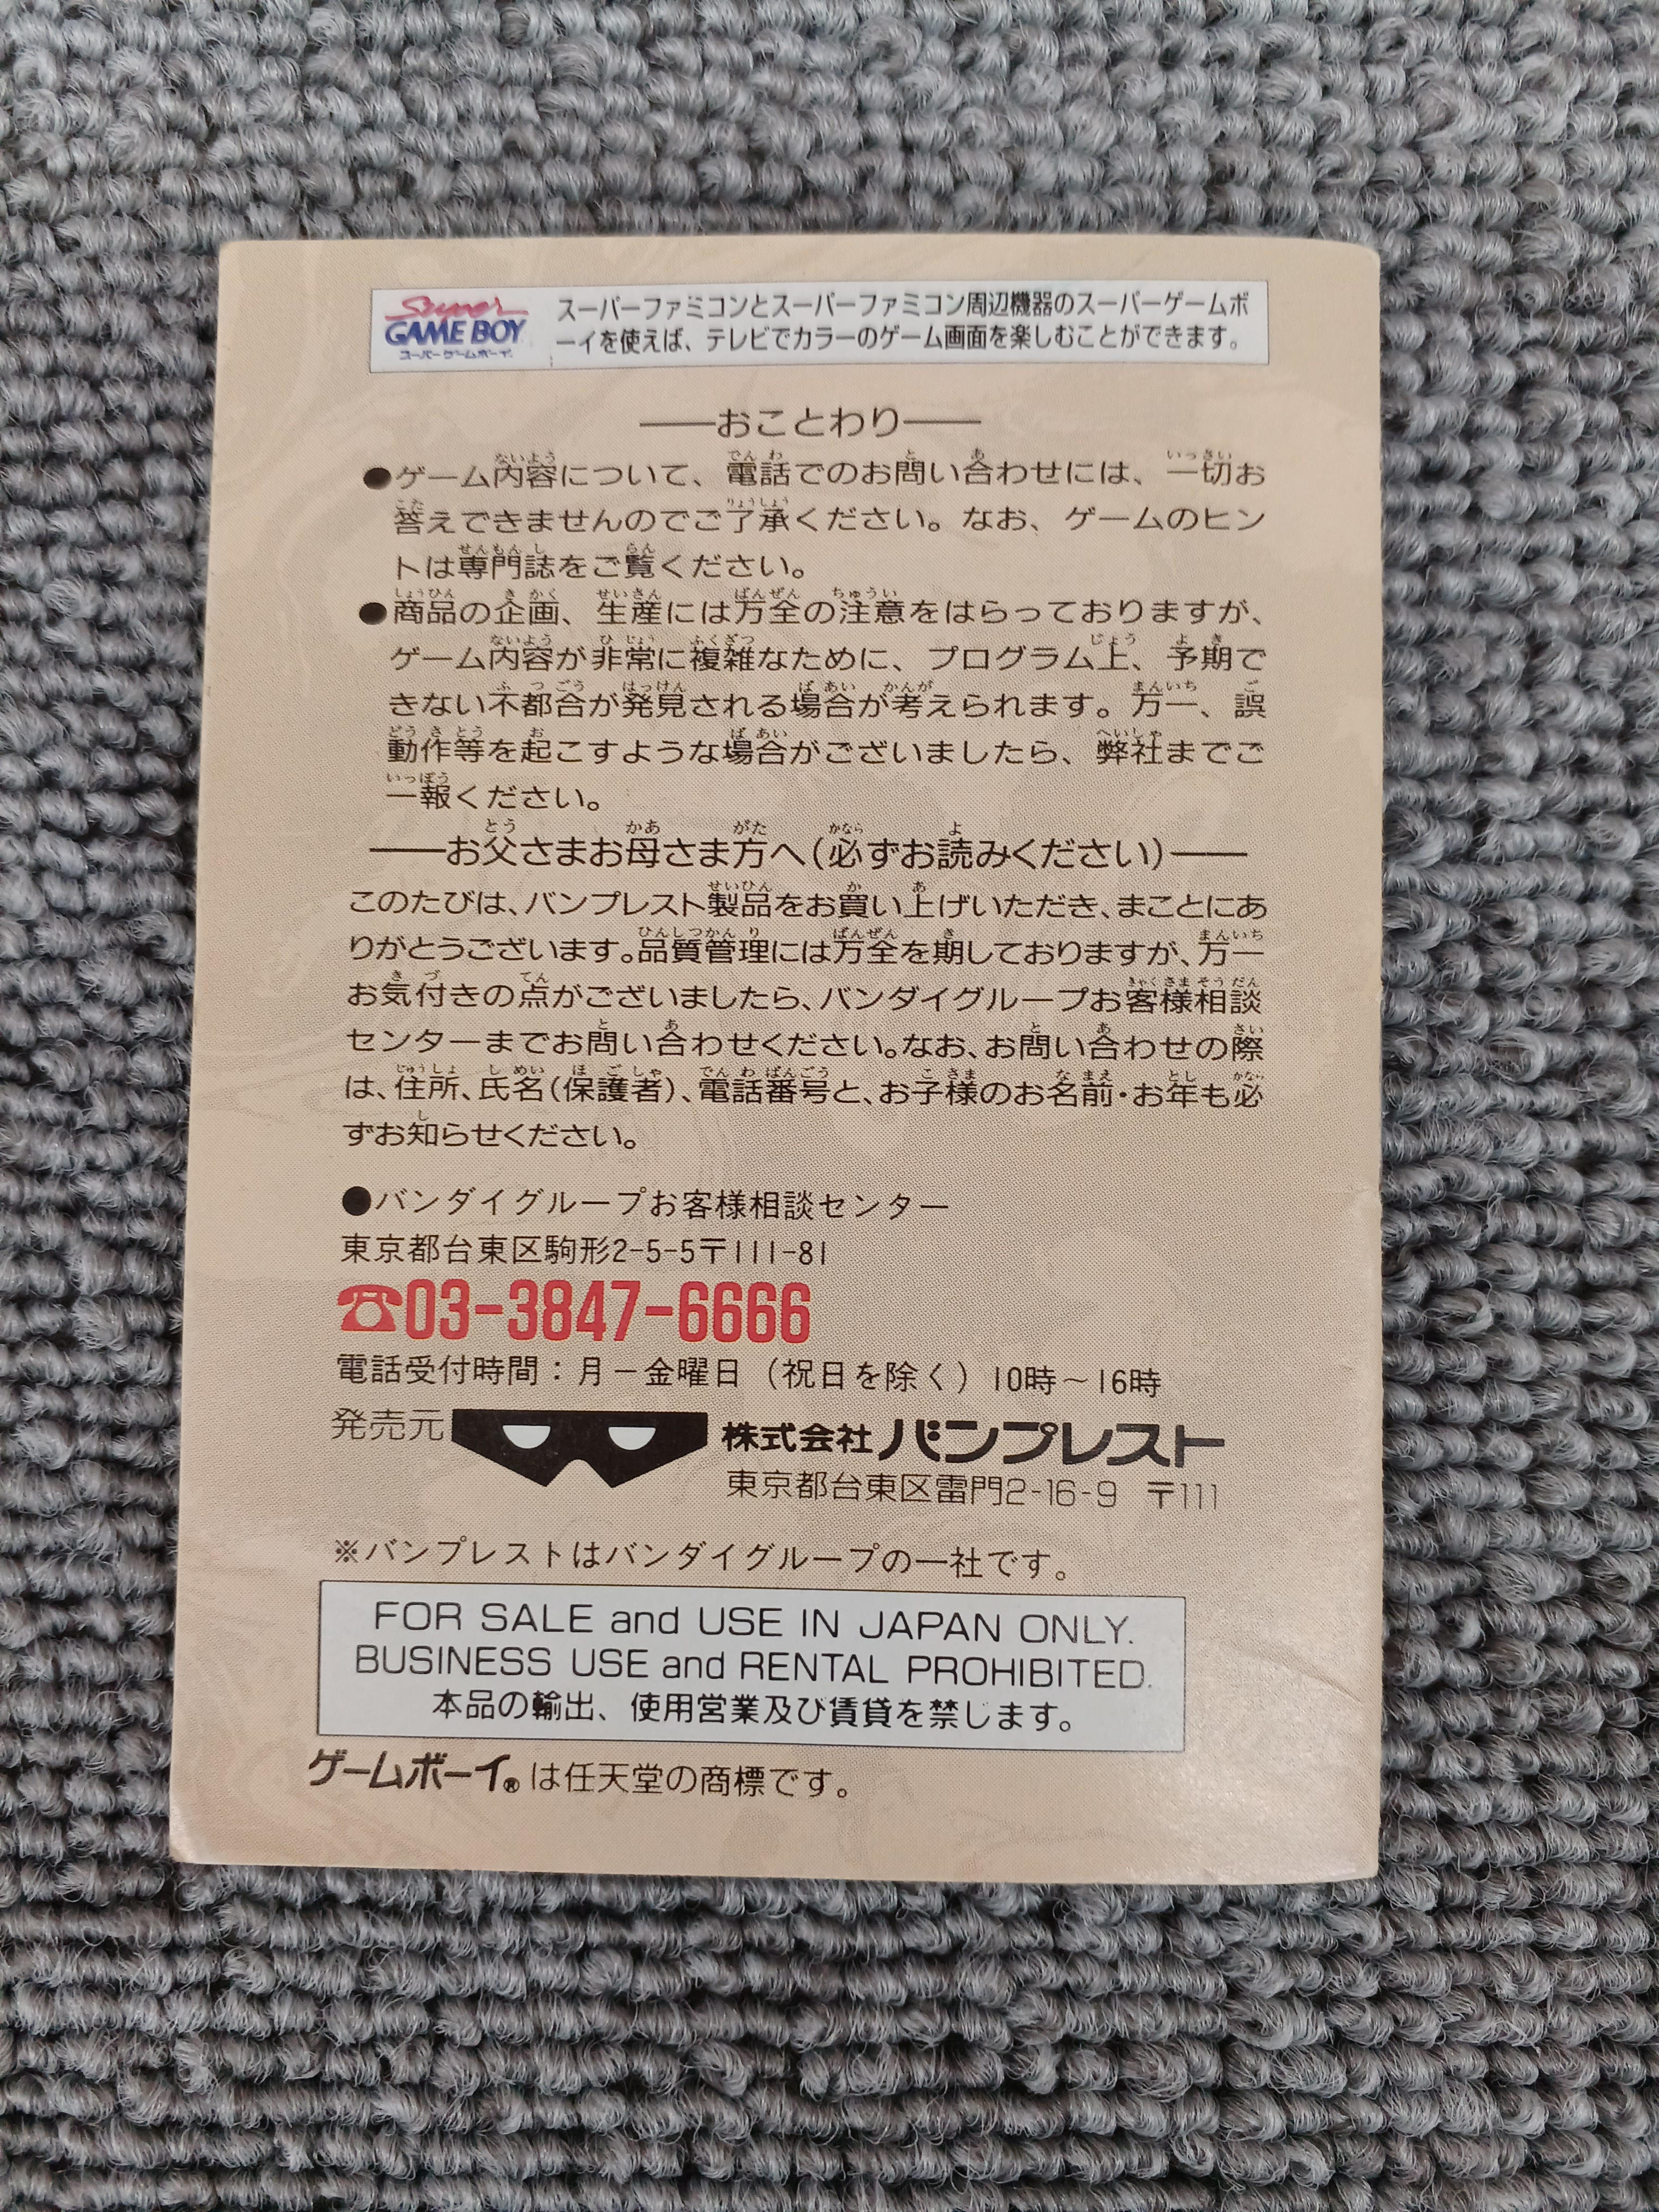 Super
GAME BOY
スーパーゲームボーイ
スーパーファミコンとスーパーファミコン周辺機器のスーパーゲームボ
ーイを使えば、テレビでカラーのゲーム画面を楽しむことができます。
――おことわり――
●ゲーム内容について、電話でのお問い合わせには、一切お
答えできませんのでご了承ください。なお、ゲームのヒン
トは専門誌をご覧ください。
●商品の企画、生産には万全の注意をはらっておりますが、
ゲーム内容が非常に複雑なために、プログラム上、予期で
きない不都合が発見される場合が考えられます。万一、誤
動作等を起こすような場合がございましたら、弊社までご
一報ください。
――お父さまお母さま方へ(必ずお読みください)――
このたびは、バンプレスト製品をお買い上げいただき、まことにあ
りがとうございます。品質管理には万全を期しておりますが、万一
お気付きの点がございましたら、バンダイグループお客様相談
センターまでお問い合わせください。なお、お問い合わせの際
は、住所、氏名(保護者)、電話番号と、お子様のお名前・お年も必
ずお知らせください。
●バンダイグループお客様相談センター
東京都台東区駒形2-5-5〒111-81
☎03-3847-6666
電話受付時間：月－金曜日（祝日を除く）10時～16時
発売元 株式会社バンプレスト
東京都台東区雷門2-16-9 〒111
※バンプレストはバンダイグループの一社です。
FOR SALE and USE IN JAPAN ONLY.
BUSINESS USE and RENTAL PROHIBITED.
本品の輸出、使用営業及び賃貸を禁じます。
ゲームボーイ®は任天堂の商標です。